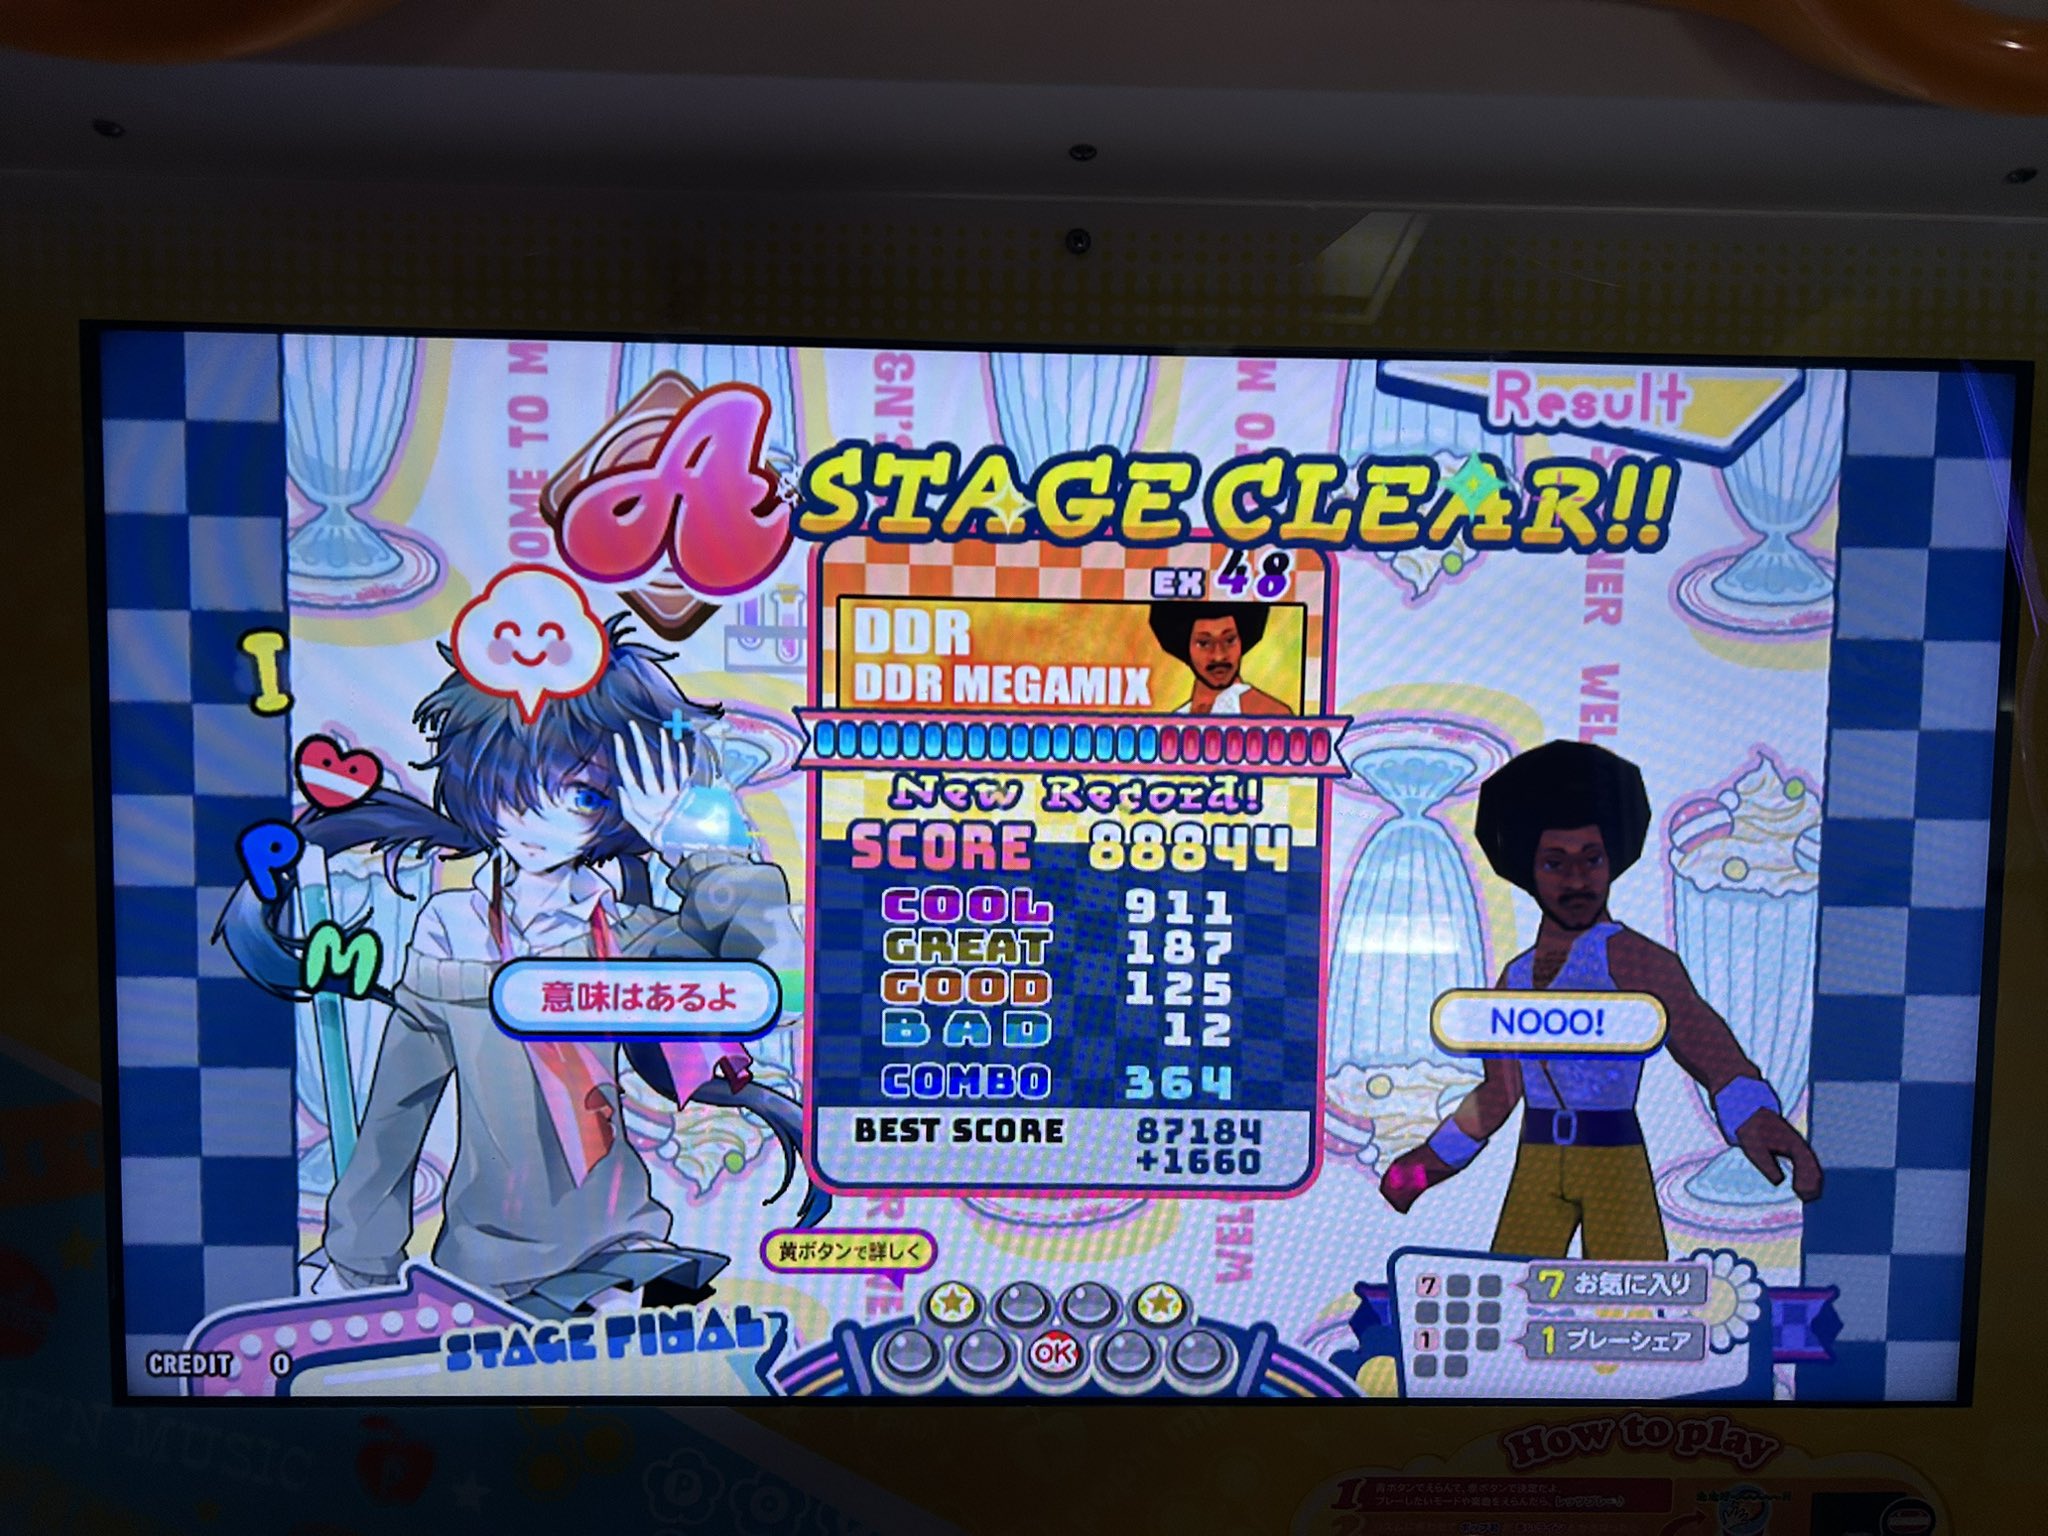 Result
A STAGE CLEAR!!
EX 48
DDR
DDR MEGAMIX
New Record!
SCORE 88844
COOL 911
GREAT 187
GOOD 125
BAD 12
COMBO 364
BEST SCORE 87184
+1660
I
P
M
意味はあるよ
NOOO!
黄ボタンで詳しく
STAGE FINAL
CREDIT 0
OK
7
7 お気に入り
1
1 プレーシェア
How to play
'N MUSIC